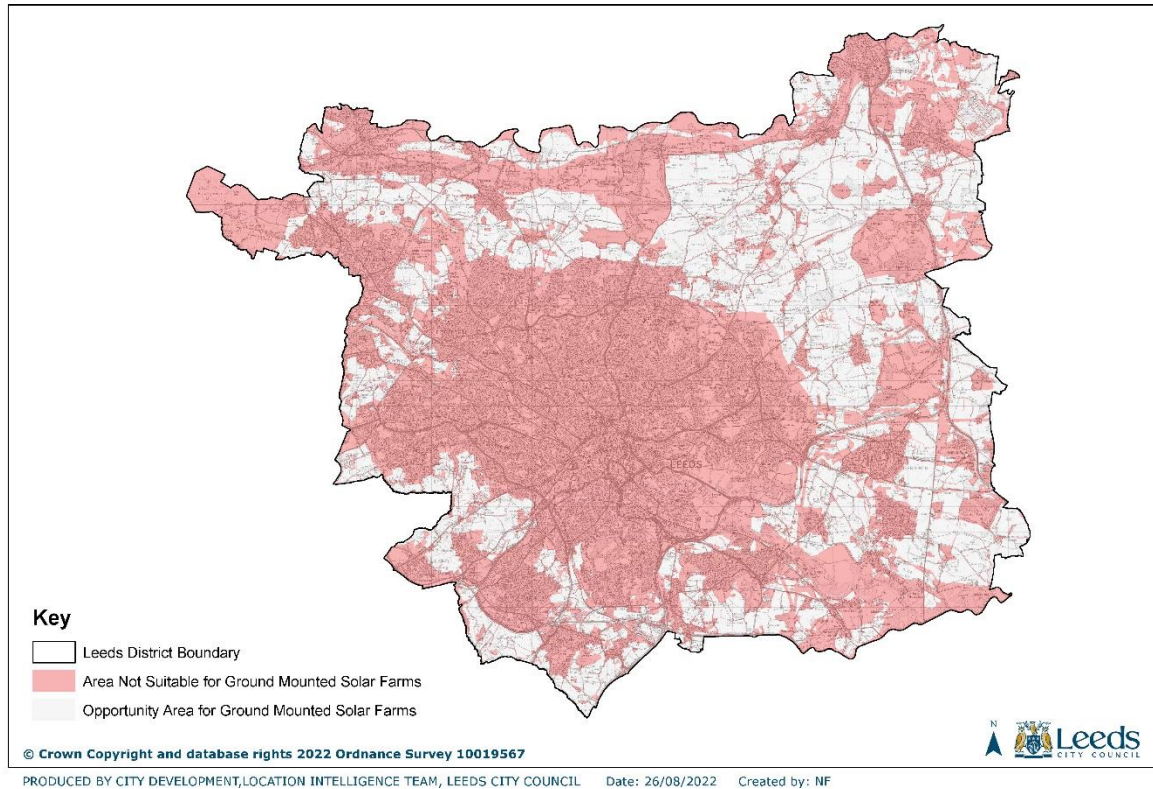 LEEDS
Key
Leeds District Boundary
Area Not Suitable for Ground Mounted Solar Farms
Opportunity Area for Ground Mounted Solar Farms
© Crown Copyright and database rights 2022 Ordnance Survey 10019567
N
Leeds
CITY COUNCIL
PRODUCED BY CITY DEVELOPMENT,LOCATION INTELLIGENCE TEAM, LEEDS CITY COUNCIL Date: 26/08/2022 Created by: NF